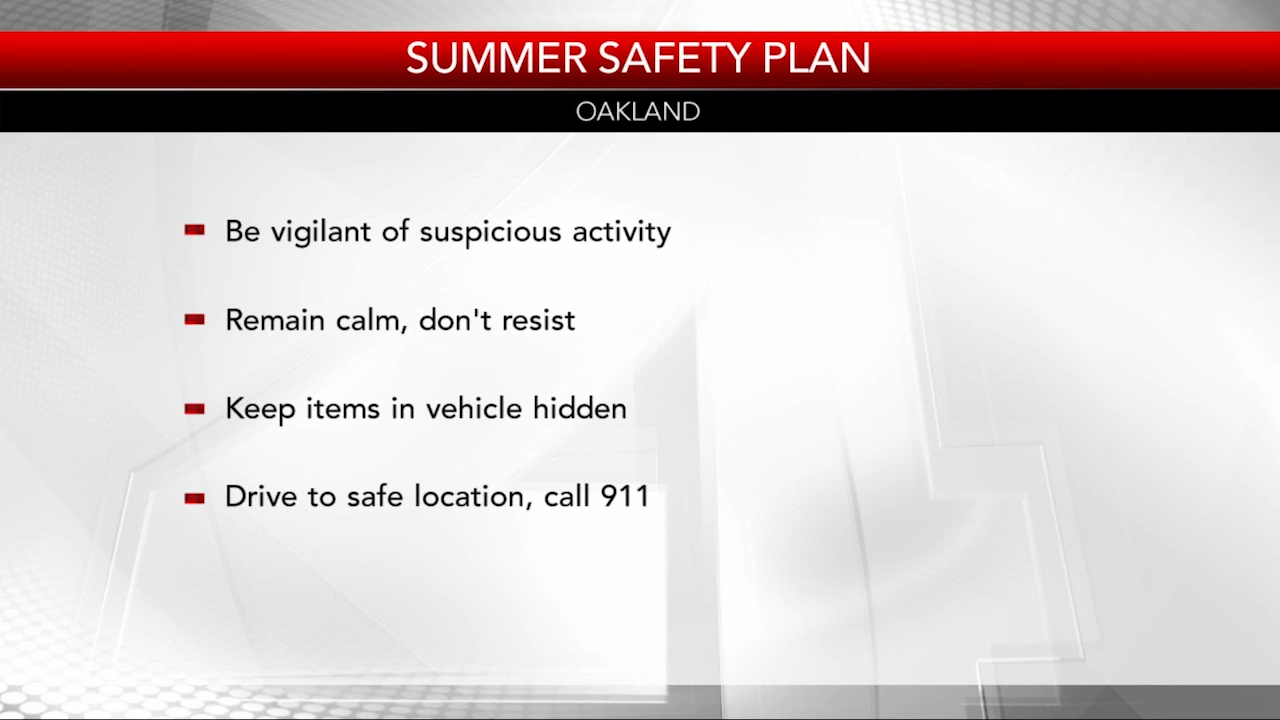 SUMMER SAFETY PLAN
OAKLAND
Be vigilant of suspicious activity
Remain calm, don't resist
Keep items in vehicle hidden
Drive to safe location, call 911